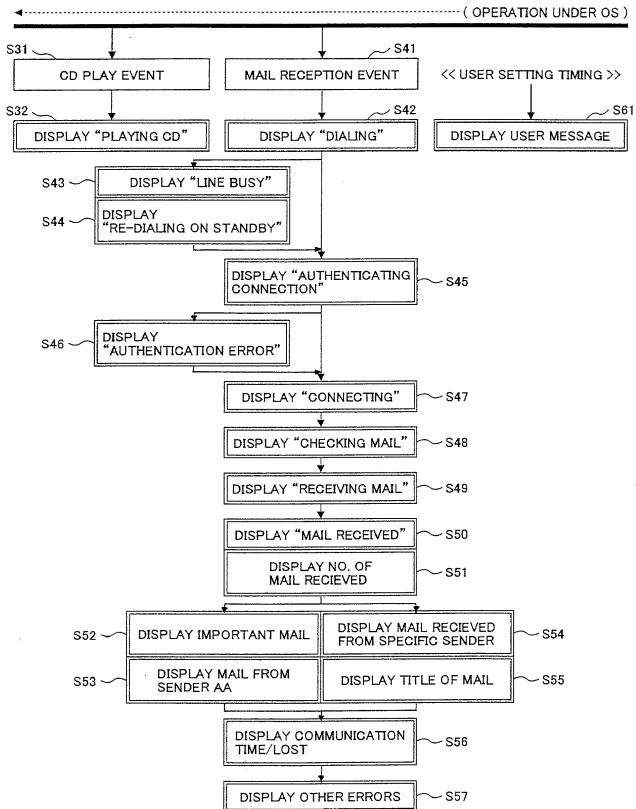 ( OPERATION UNDER OS )
S31
CD PLAY EVENT
S41
MAIL RECEPTION EVENT
<< USER SETTING TIMING >>
S32
DISPLAY “PLAYING CD”
S42
DISPLAY “DIALING”
S61
DISPLAY USER MESSAGE
S43
DISPLAY “LINE BUSY”
S44
DISPLAY
“RE-DIALING ON STANDBY”
DISPLAY “AUTHENTICATING
CONNECTION”
S45
S46
DISPLAY
“AUTHENTICATION ERROR”
DISPLAY “CONNECTING”
S47
DISPLAY “CHECKING MAIL”
S48
DISPLAY “RECEIVING MAIL”
S49
DISPLAY “MAIL RECEIVED”
S50
DISPLAY NO. OF
MAIL RECIEVED
S51
S52
DISPLAY IMPORTANT MAIL
DISPLAY MAIL RECIEVED
FROM SPECIFIC SENDER
S54
S53
DISPLAY MAIL FROM
SENDER AA
DISPLAY TITLE OF MAIL
S55
DISPLAY COMMUNICATION
TIME/LOST
S56
DISPLAY OTHER ERRORS
S57